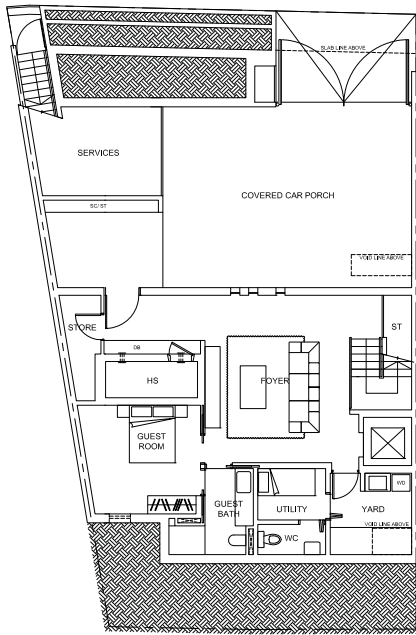 SLAB LINE ABOVE
SERVICES
COVERED CAR PORCH
SC/ ST
VOID LINE ABOVE
STORE
ST
DB
HS
FOYER
GUEST
ROOM
WD
GUEST
BATH
UTILITY
YARD
VOID LINE ABOVE
WC